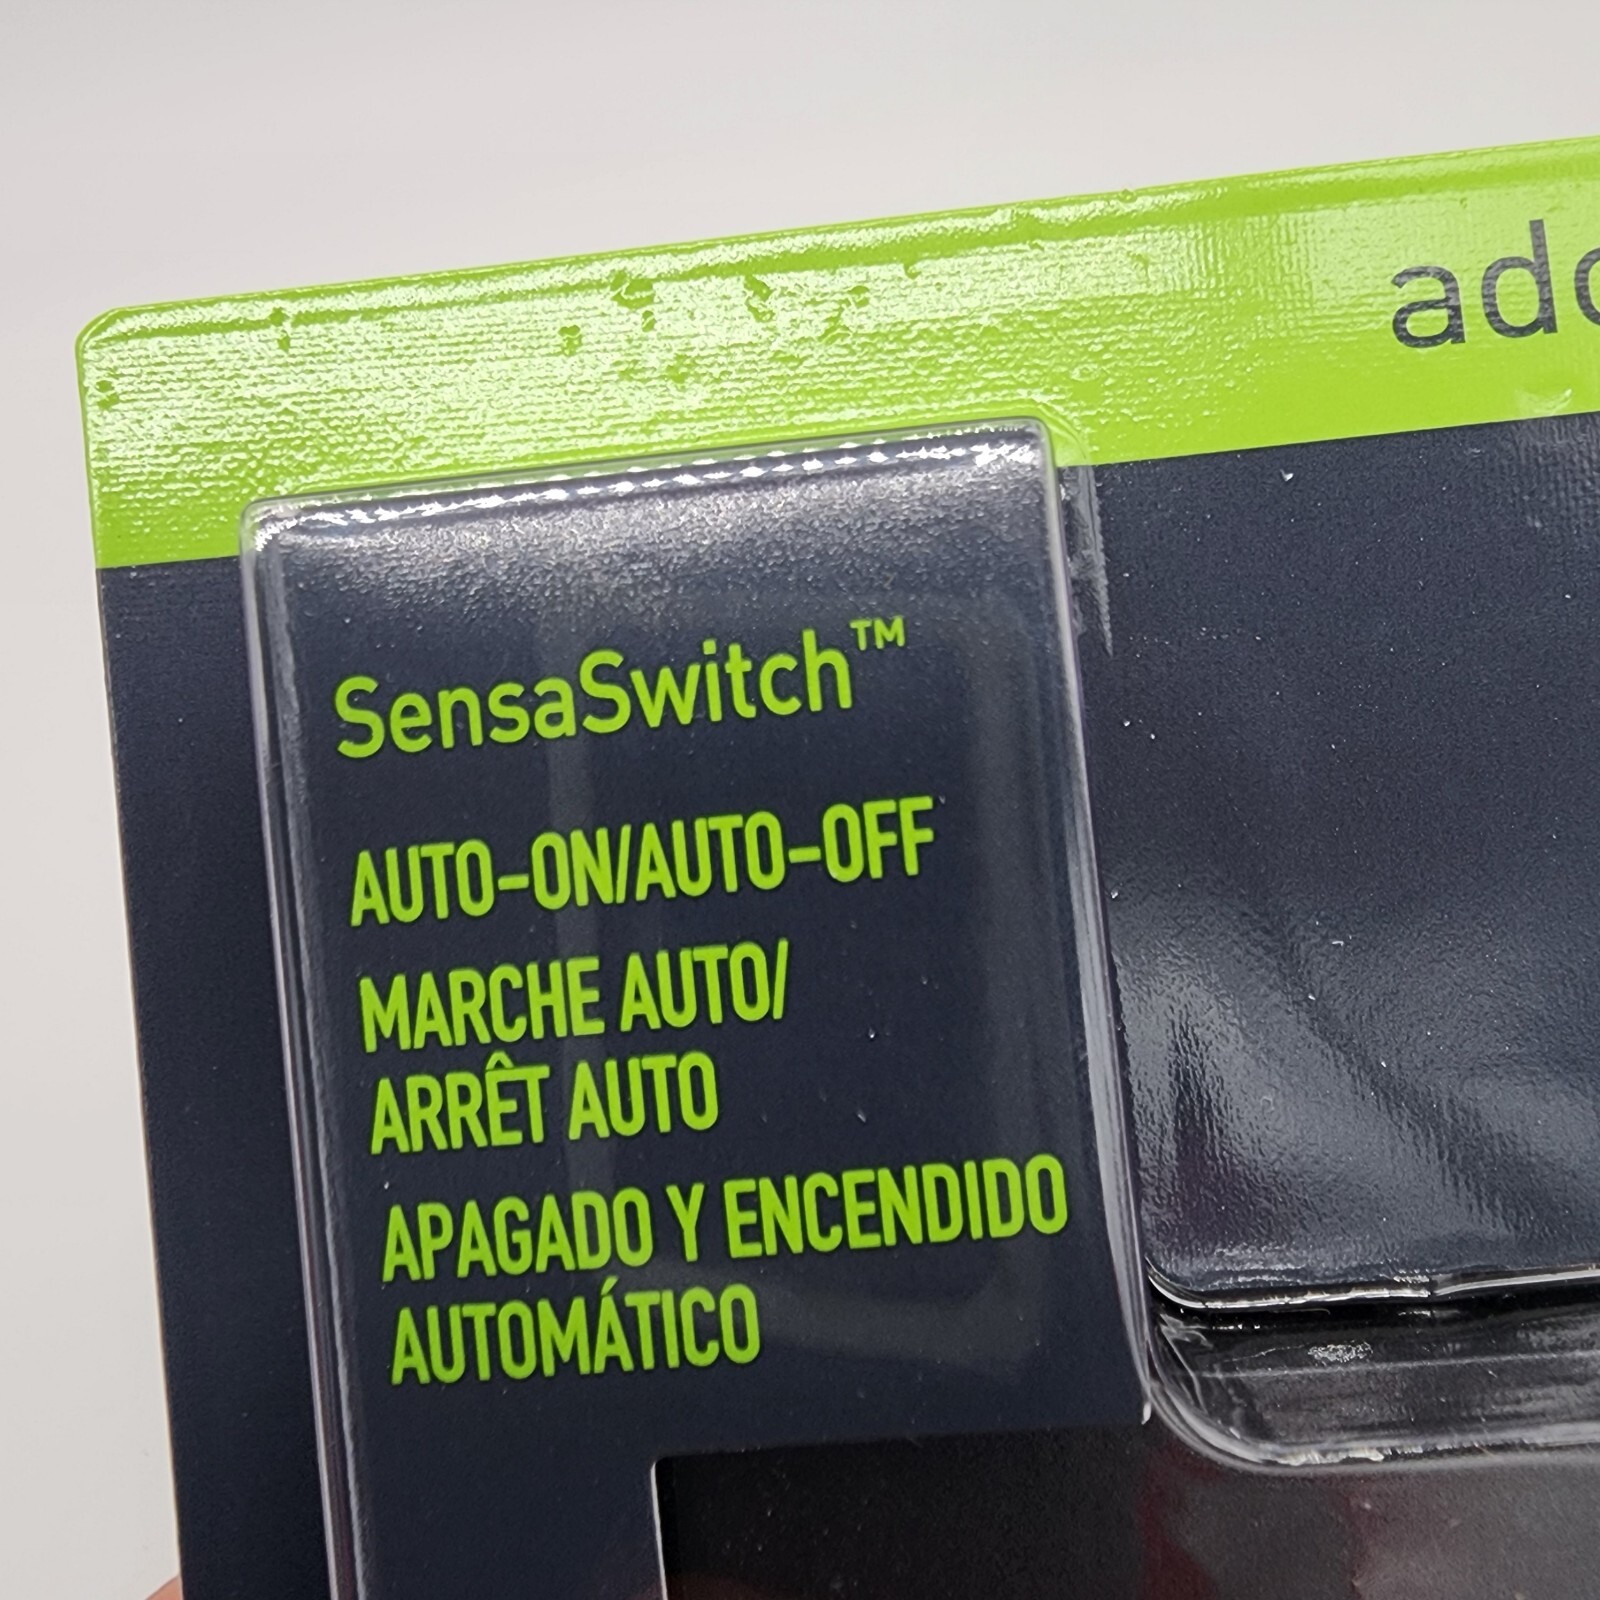 SensaSwitch™
AUTO-ON/AUTO-OFF
MARCHE AUTO/
ARRÊT AUTO
APAGADO Y ENCENDIDO
AUTOMÁTICO